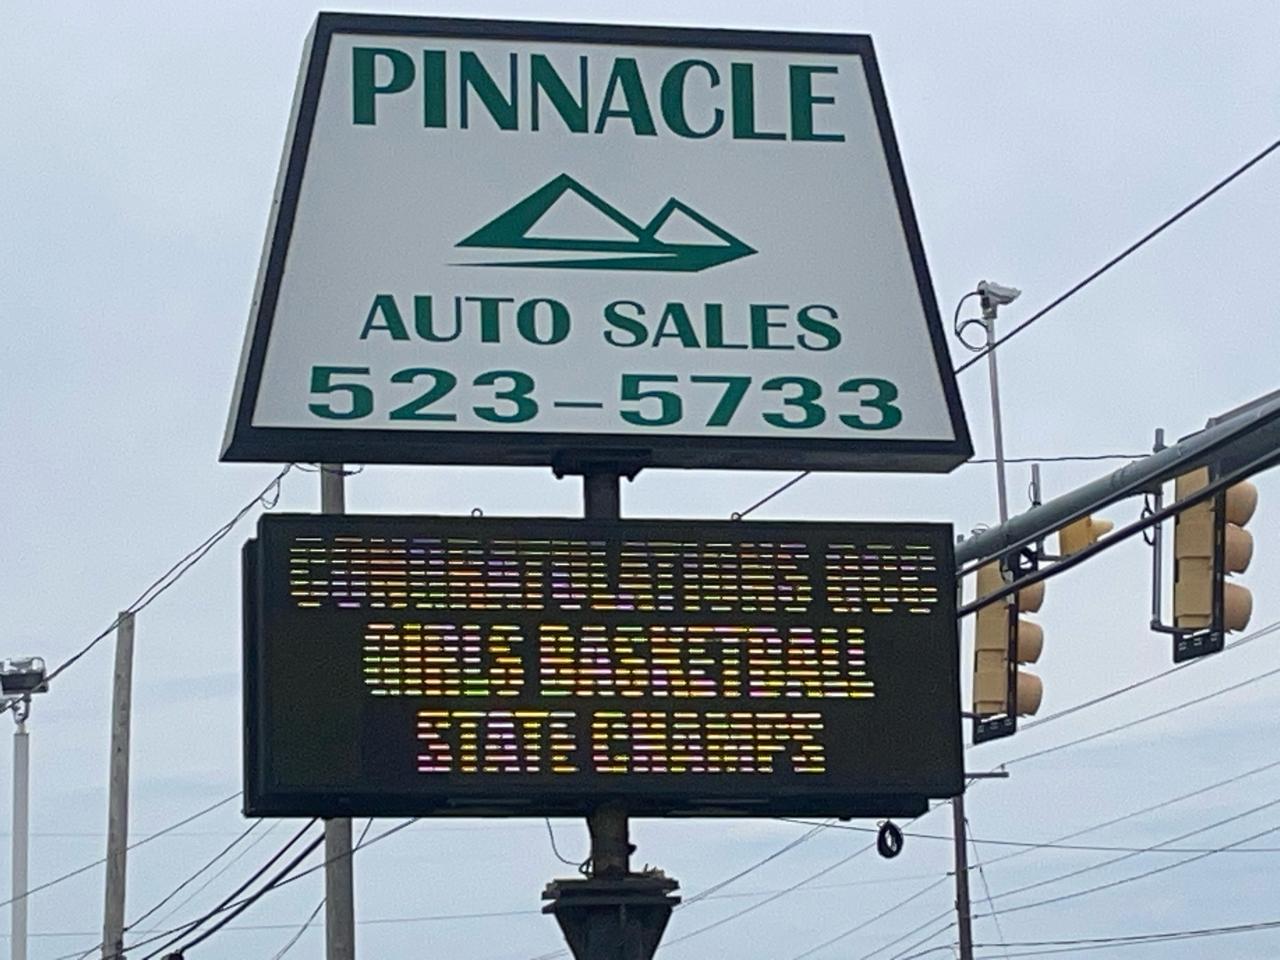 PINNACLE
AUTO SALES
523-5733
CONGRATULATIONS
GIRLS BASKETBALL
STATE CHAMPS